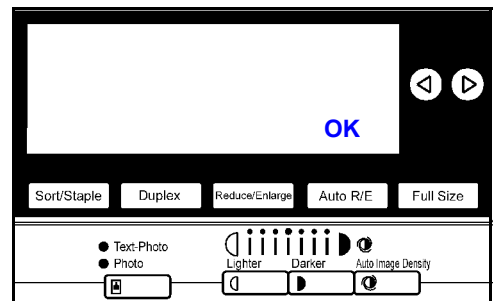 OK
Sort/Staple Duplex Reduce/Enlarge Auto R/E Full Size
Text-Photo
Photo
Lighter Darker Auto Image Density